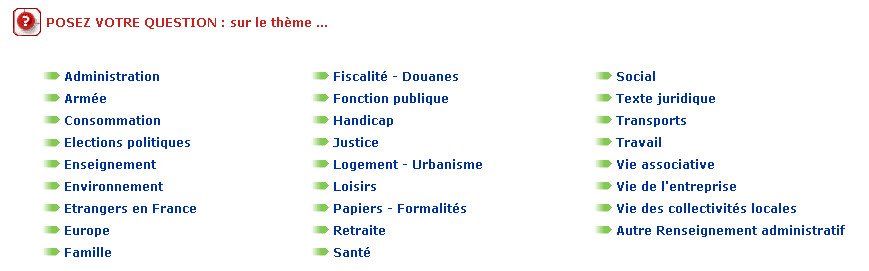 POSEZ VOTRE QUESTION : sur le thème ...
Administration
Armée
Consommation
Elections politiques
Enseignement
Environnement
Etrangers en France
Europe
Famille
Fiscalité - Douanes
Fonction publique
Handicap
Justice
Logement - Urbanisme
Loisirs
Papiers - Formalités
Retraite
Santé
Social
Texte juridique
Transports
Travail
Vie associative
Vie de l'entreprise
Vie des collectivités locales
Autre Renseignement administratif